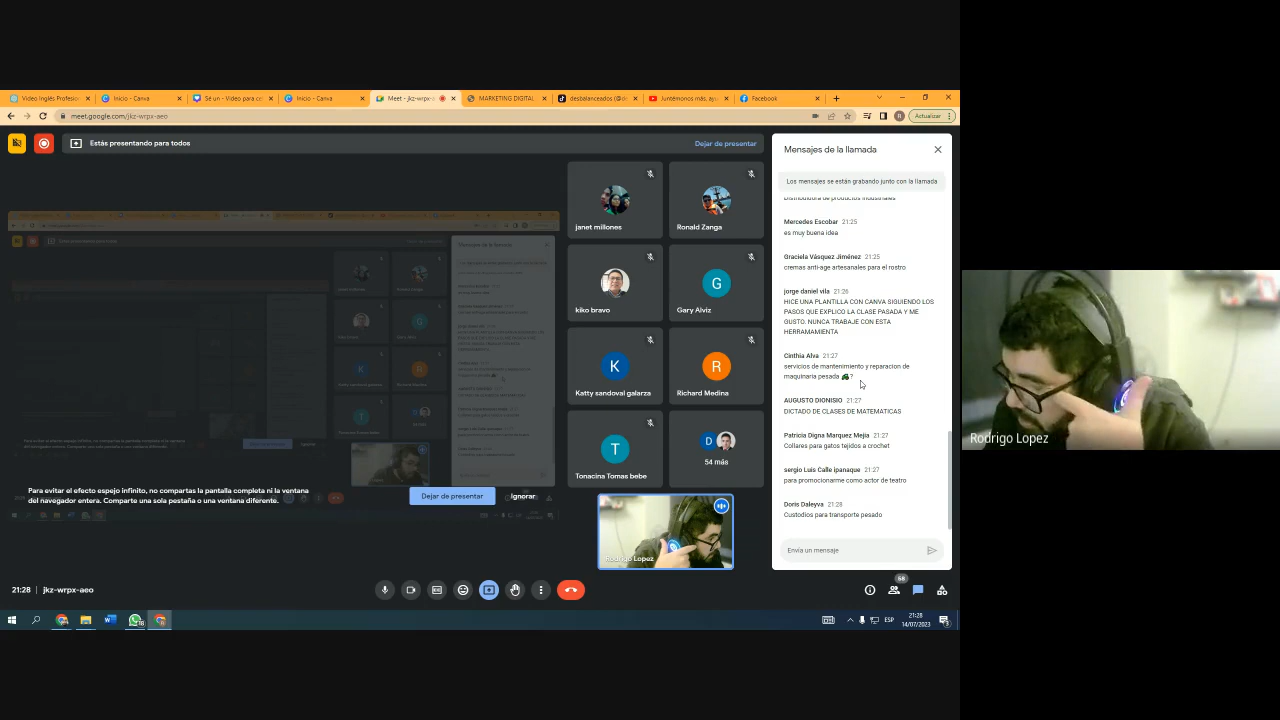 Video Inglés Profesio
Inicio - Canva
Sé un - Video para co
Inicio - Canva
Meet - jkz-wrpx-a
MARKETING DIGITAL
desbalanceados (@de
Juntémonos más, agu
Facebook
meet.google.com/jkz-wrpx-aeo
Actualizar
Estás presentando para todos
Dejar de presentar
Mensajes de la llamada
Los mensajes se están grabando junto con la llamada
Distribuidora de productos industriales
Mercedes Escobar 21:25
es muy buena idea
Graciela Vásquez Jiménez 21:25
cremas anti-age artesanales para el rostro
jorge daniel vila 21:26
HICE UNA PLANTILLA CON CANVA SIGUIENDO LOS
PASOS QUE EXPLICO LA CLASE PASADA Y ME
GUSTO. NUNCA TRABAJE CON ESTA
HERRAMAMIENTA
Cinthia Alva 21:27
servicios de mantenimiento y reparacion de
maquinaria pesada 🚜?
AUGUSTO DIONISIO 21:27
DICTADO DE CLASES DE MATEMATICAS
Patricia Digna Marquez Mejia 21:27
Collares para gatos tejidos a crochet
sergio Luis Calle ipanaque 21:27
para promocionarme como actor de teatro
Doris Daleyva 21:28
Custodios para transporte pesado
Envía un mensaje
janet millones
Ronald Zanga
kiko bravo
G
Gary Alviz
K
Katty sandoval galarza
R
Richard Medina
T
Tonacina Tomas bebe
D
54 más
Rodrigo Lopez
Para evitar el efecto espejo infinito, no compartas la pantalla completa ni la ventana
del navegador entera. Comparte una sola pestaña o una ventana diferente.
Dejar de presentar
Ignorar
21:28 | jkz-wrpx-aeo
58
ESP
21:28
14/07/2023
Rodrigo Lopez